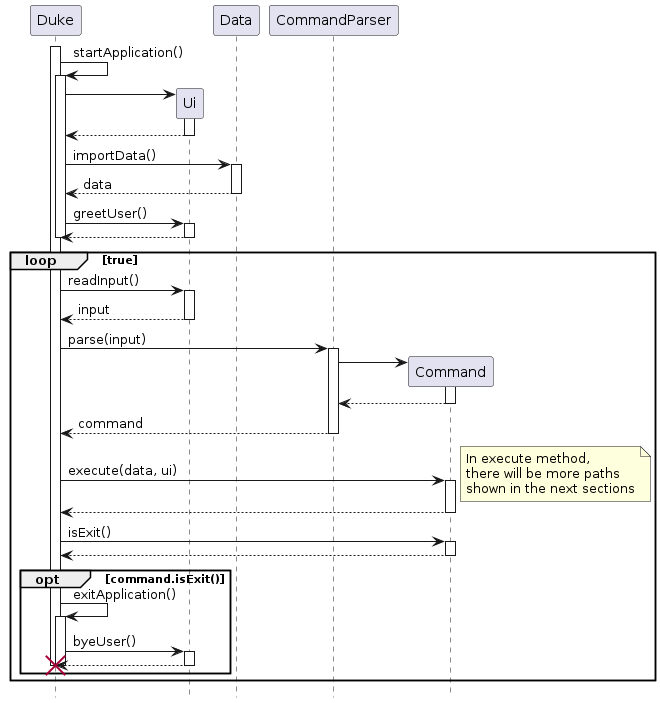 Duke
Data
CommandParser
startApplication()
Ui
importData()
data
greetUser()
loop
[true]
readInput()
input
parse(input)
Command
command
In execute method,
there will be more paths
shown in the next sections
execute(data, ui)
isExit()
opt
[command.isExit()]
exitApplication()
byeUser()